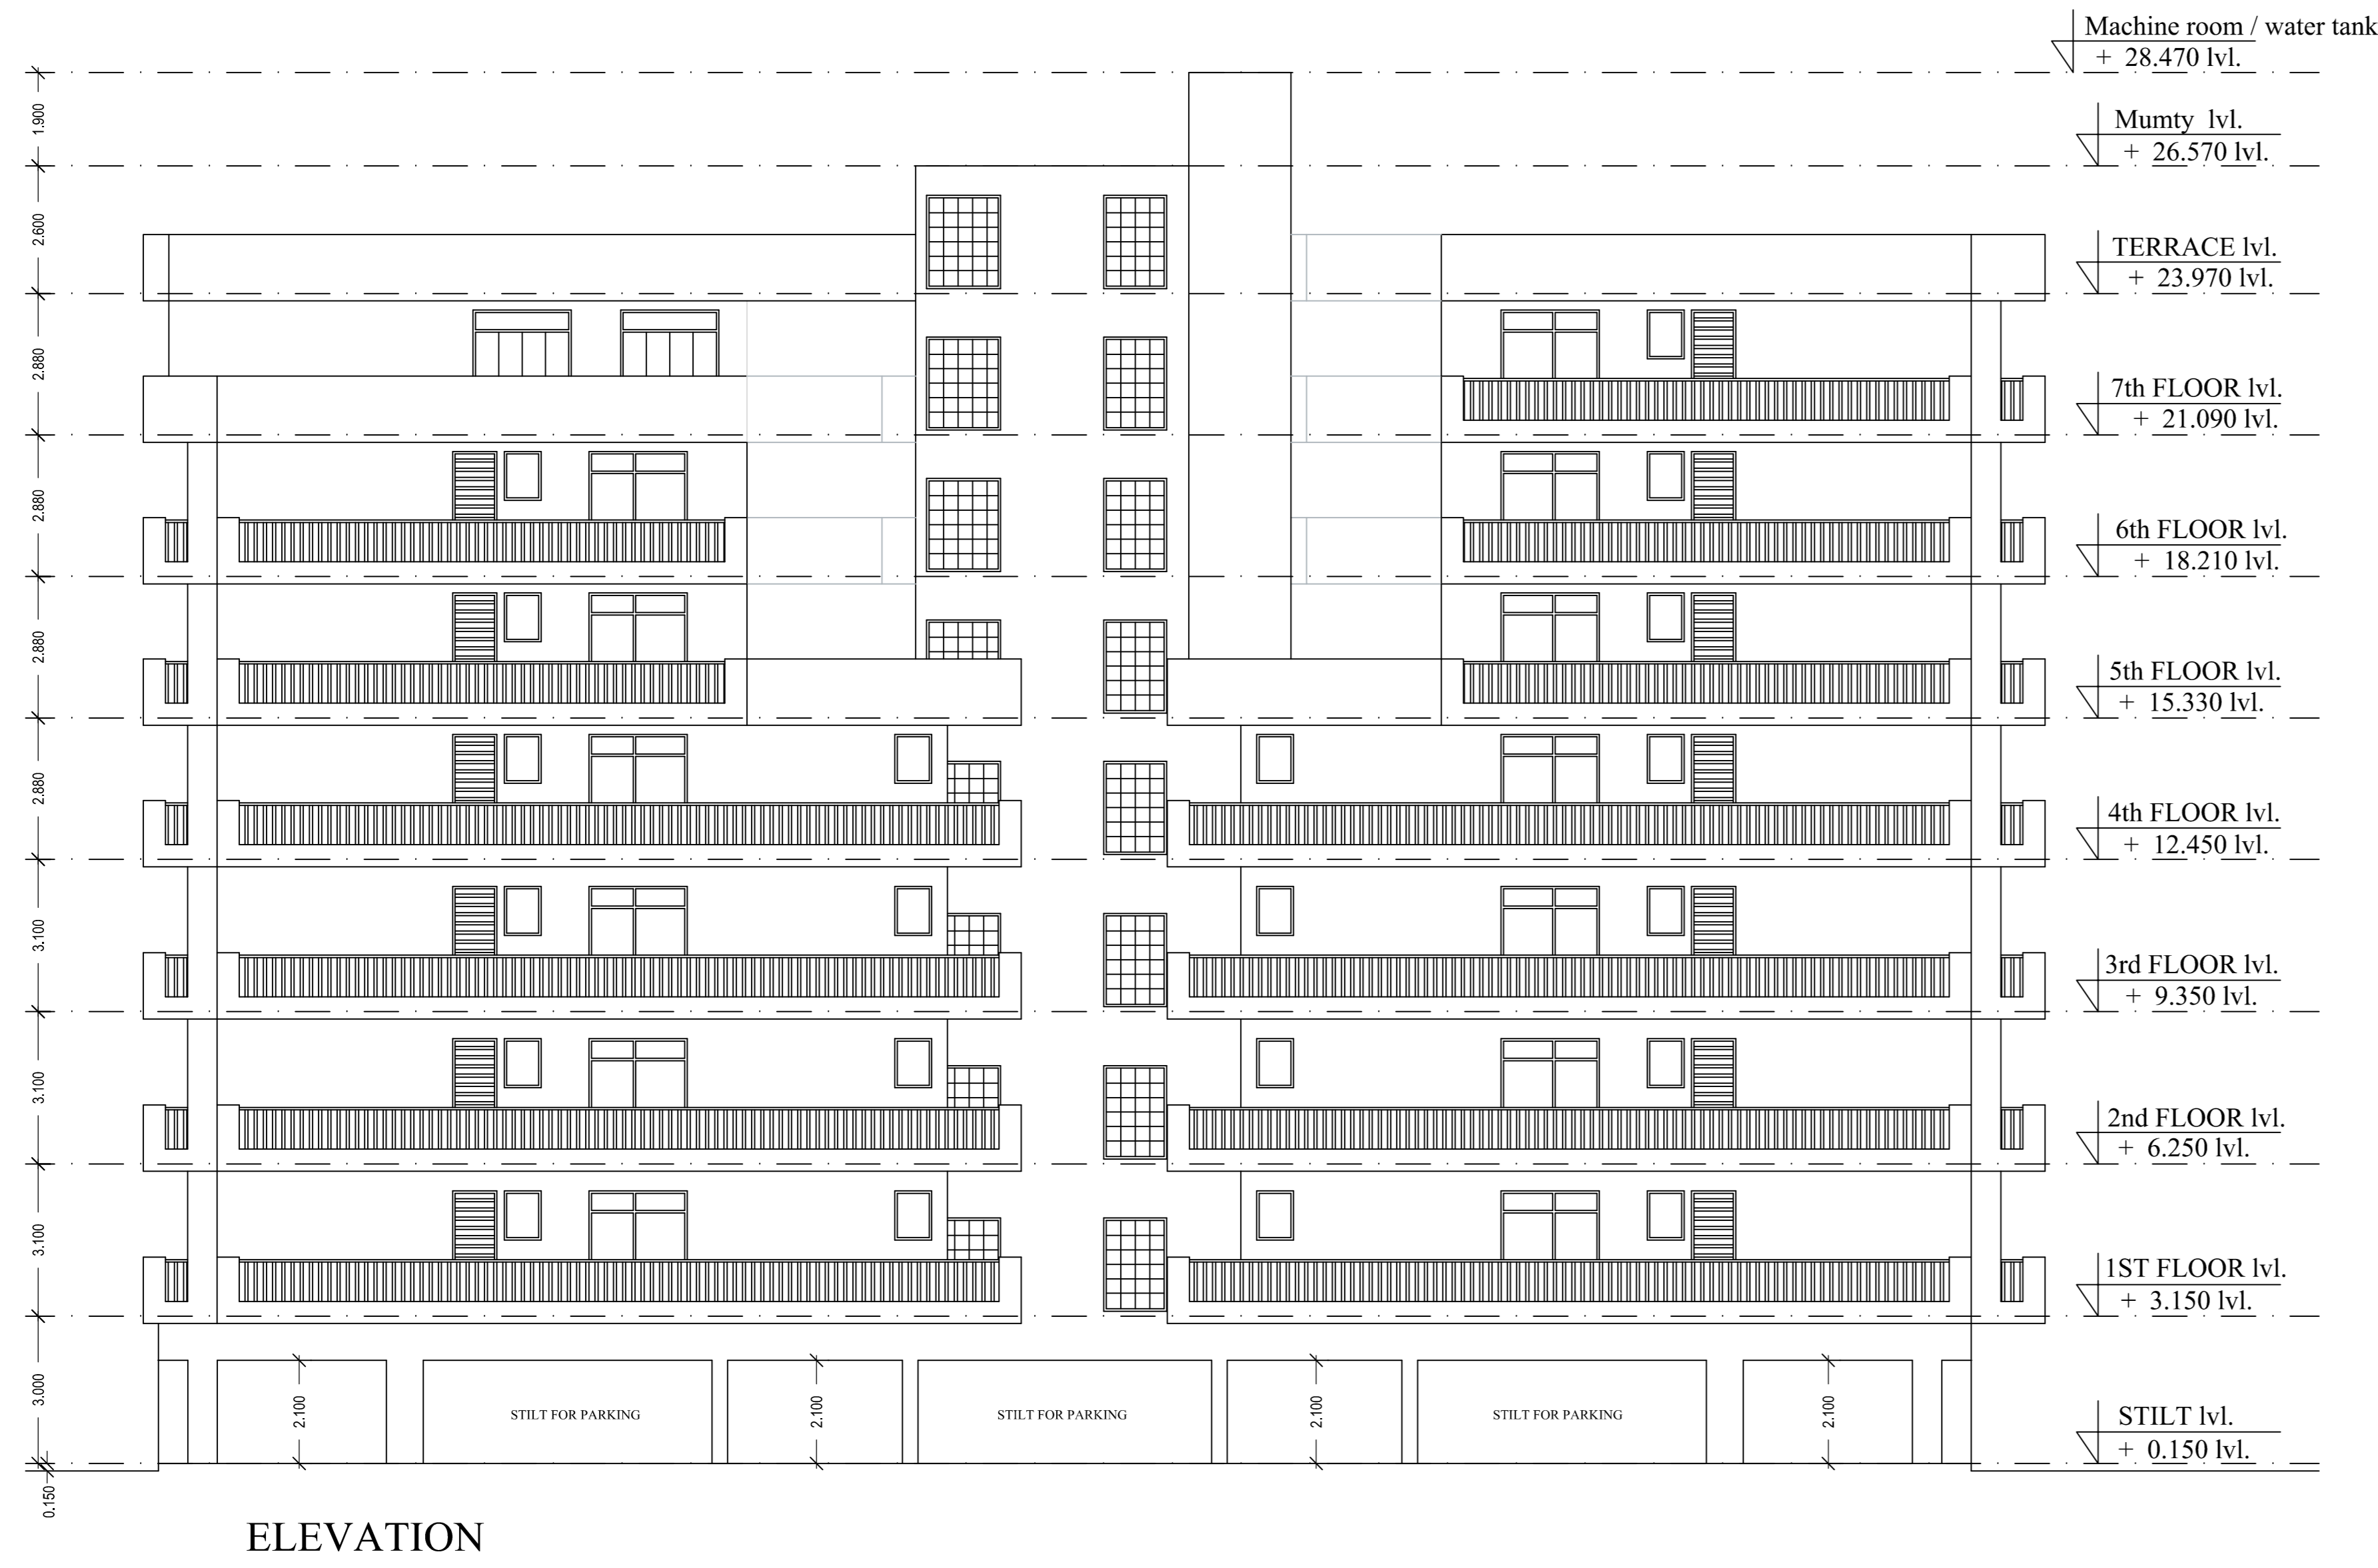 Machine room / water tank
+ 28.470 lvl.
1.900
Mumty lvl.
+ 26.570 lvl.
2.600
TERRACE lvl.
+ 23.970 lvl.
2.880
7th FLOOR lvl.
+ 21.090 lvl.
2.880
6th FLOOR lvl.
+ 18.210 lvl.
2.880
5th FLOOR lvl.
+ 15.330 lvl.
2.880
4th FLOOR lvl.
+ 12.450 lvl.
3.100
3rd FLOOR lvl.
+ 9.350 lvl.
3.100
2nd FLOOR lvl.
+ 6.250 lvl.
3.100
1ST FLOOR lvl.
+ 3.150 lvl.
3.000
2.100
STILT FOR PARKING
2.100
STILT FOR PARKING
2.100
STILT FOR PARKING
2.100
STILT lvl.
+ 0.150 lvl.
0.150
ELEVATION